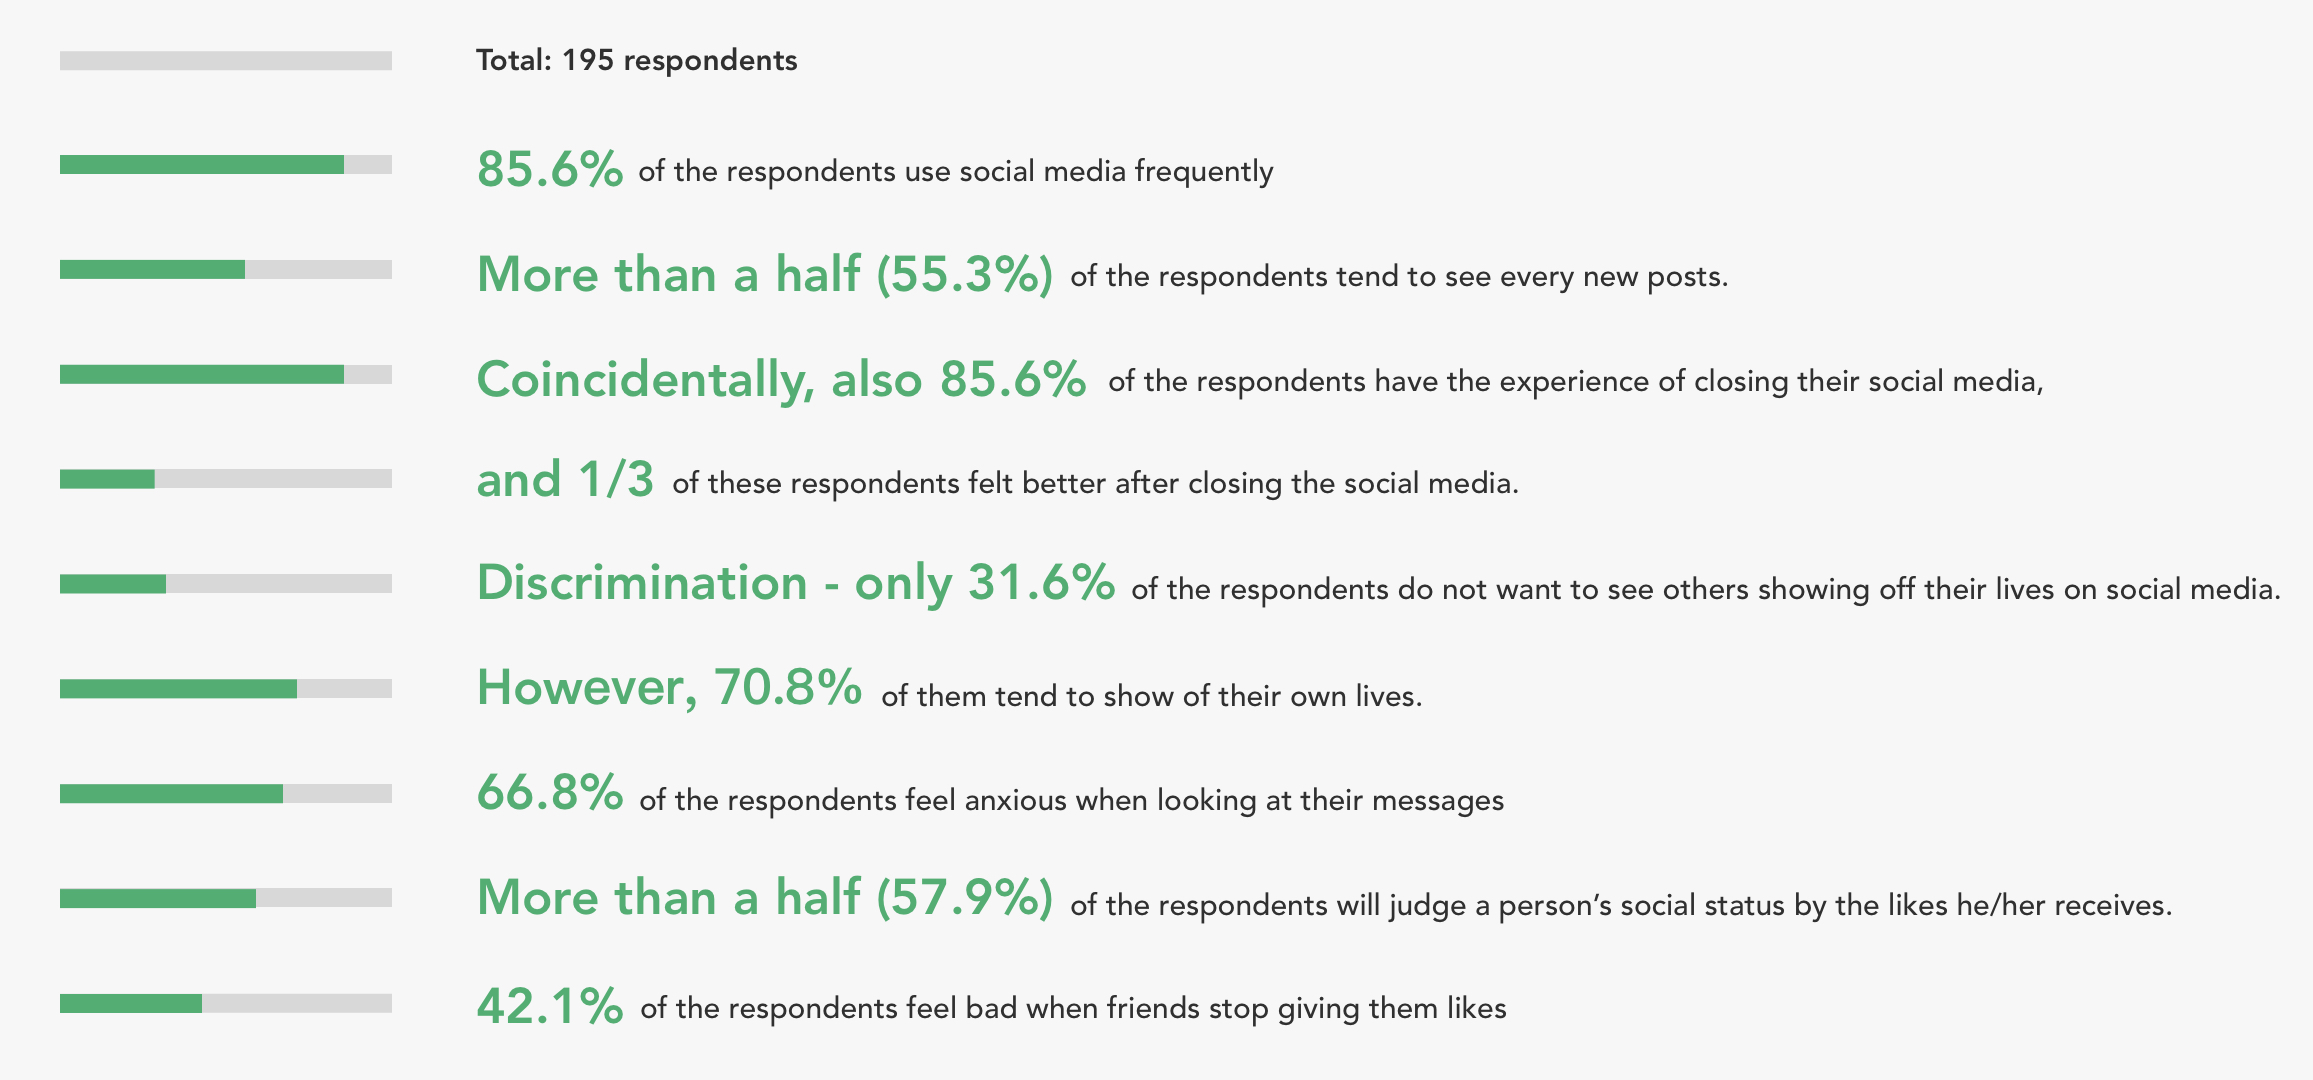 Total: 195 respondents
85.6% of the respondents use social media frequently
More than a half (55.3%) of the respondents tend to see every new posts.
Coincidentally, also 85.6% of the respondents have the experience of closing their social media,
and 1/3 of these respondents felt better after closing the social media.
Discrimination - only 31.6% of the respondents do not want to see others showing off their lives on social media.
However, 70.8% of them tend to show of their own lives.
66.8% of the respondents feel anxious when looking at their messages
More than a half (57.9%) of the respondents will judge a person’s social status by the likes he/her receives.
42.1% of the respondents feel bad when friends stop giving them likes